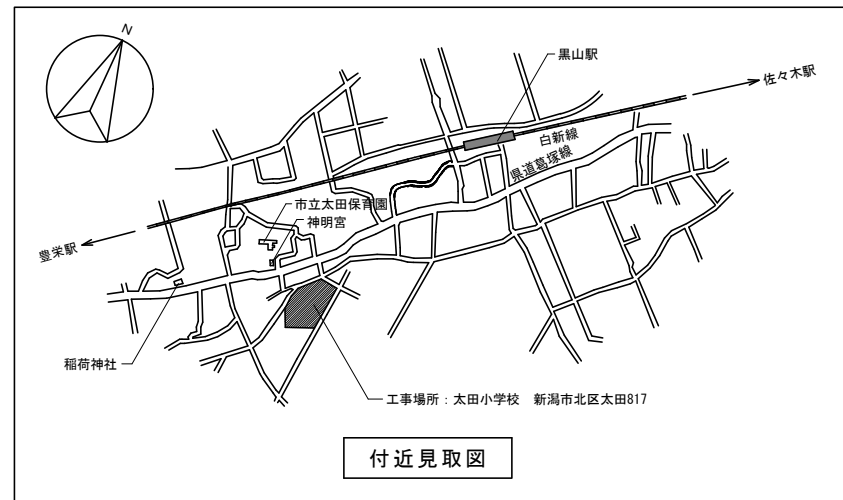 N
黒山駅
佐々木駅
白新線
県道葛塚線
市立太田保育園
神明宮
豊栄駅
稲荷神社
工事場所：太田小学校　新潟市北区太田817
付近見取図